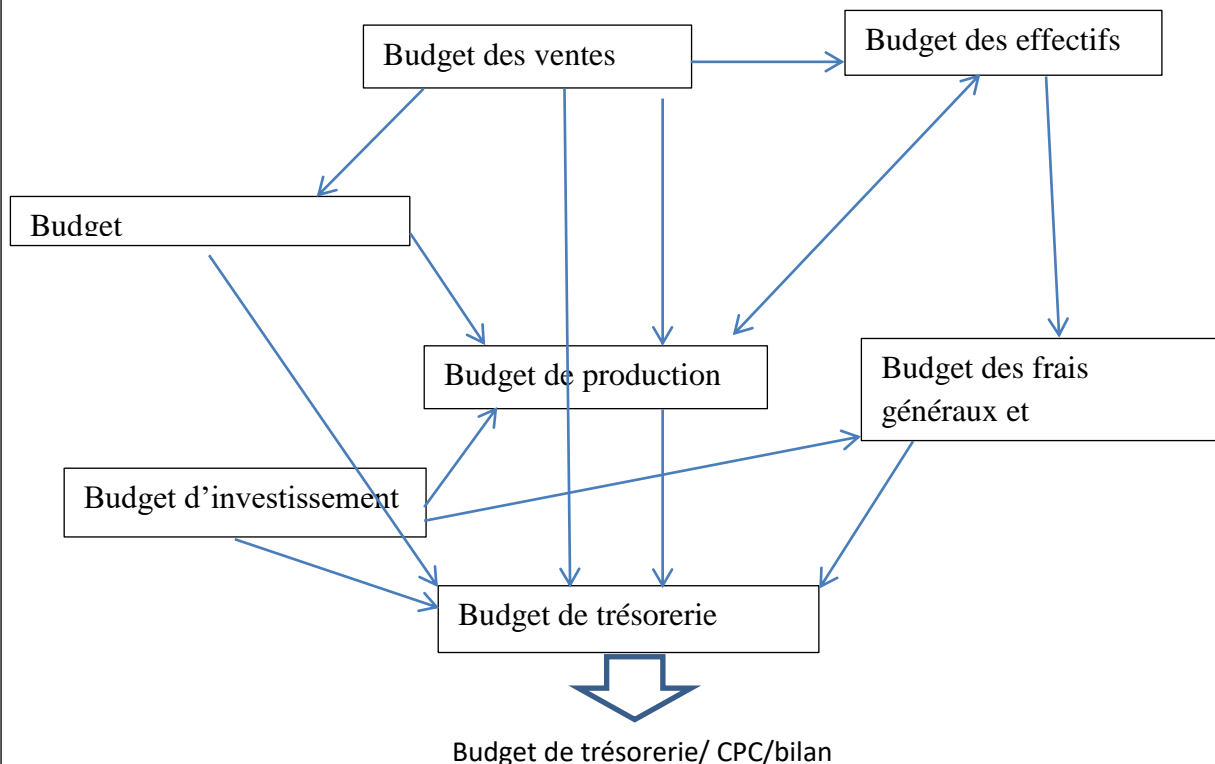 Budget des ventes
Budget des effectifs
Budget
Budget de production
Budget des frais
généraux et
Budget d’investissement
Budget de trésorerie
Budget de trésorerie/ CPC/bilan